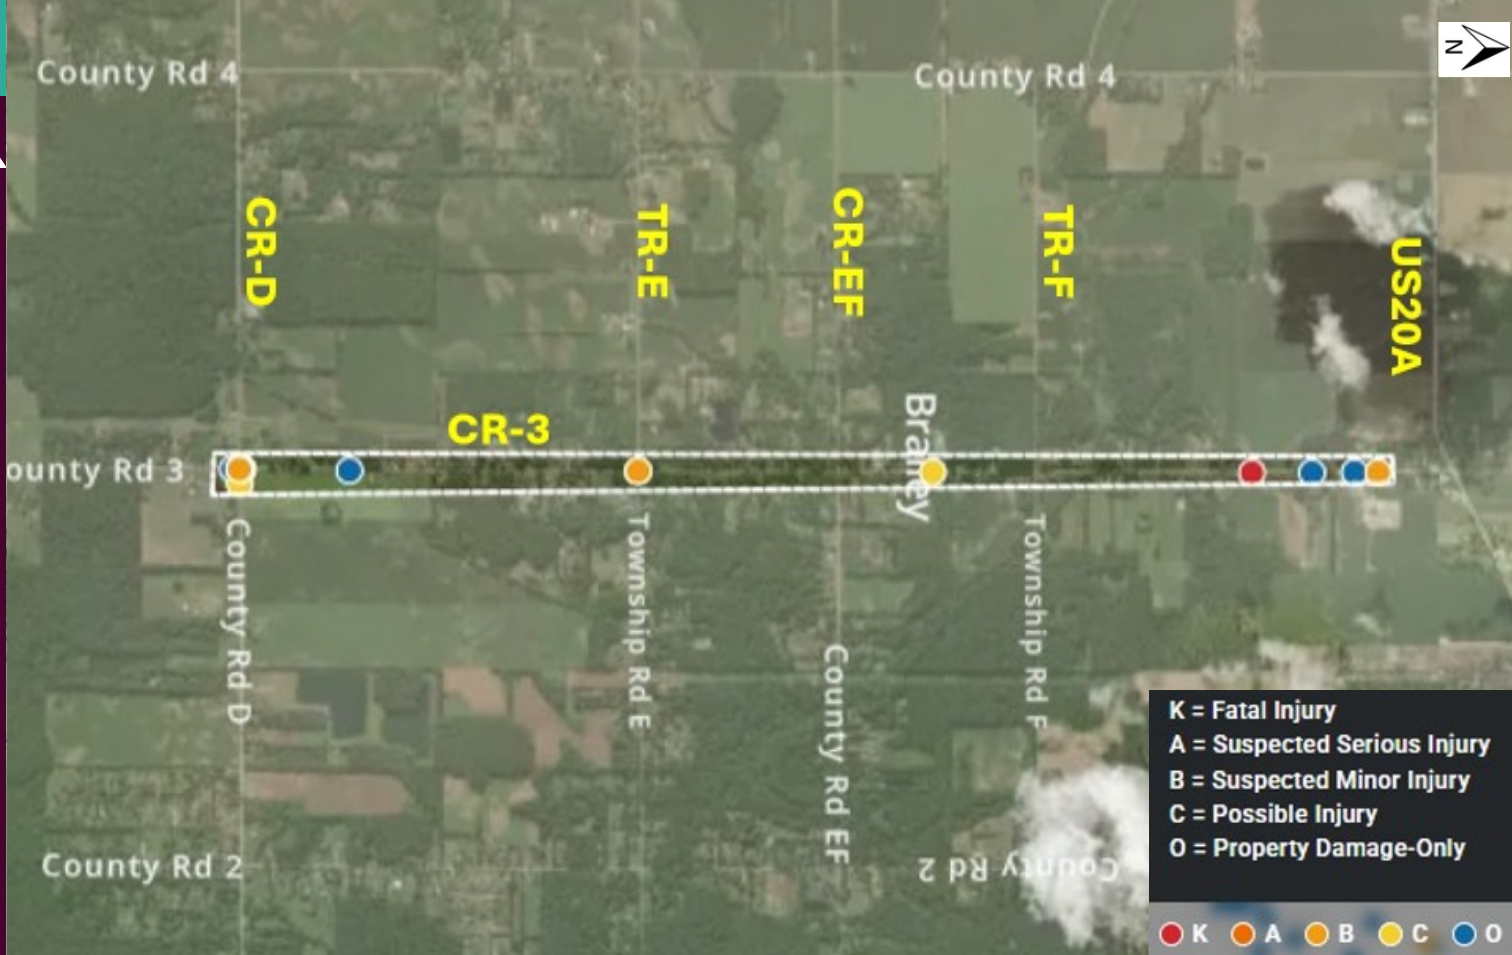 N
County Rd 4
County Rd 4
CR-D
TR-E
CR-EF
TR-F
US20A
CR-3
Brailey
ounty Rd 3
County Rd D
Township Rd E
County Rd EF
Township Rd F
County Rd 2
County Rd 2
K = Fatal Injury
A = Suspected Serious Injury
B = Suspected Minor Injury
C = Possible Injury
O = Property Damage-Only
K A B C O